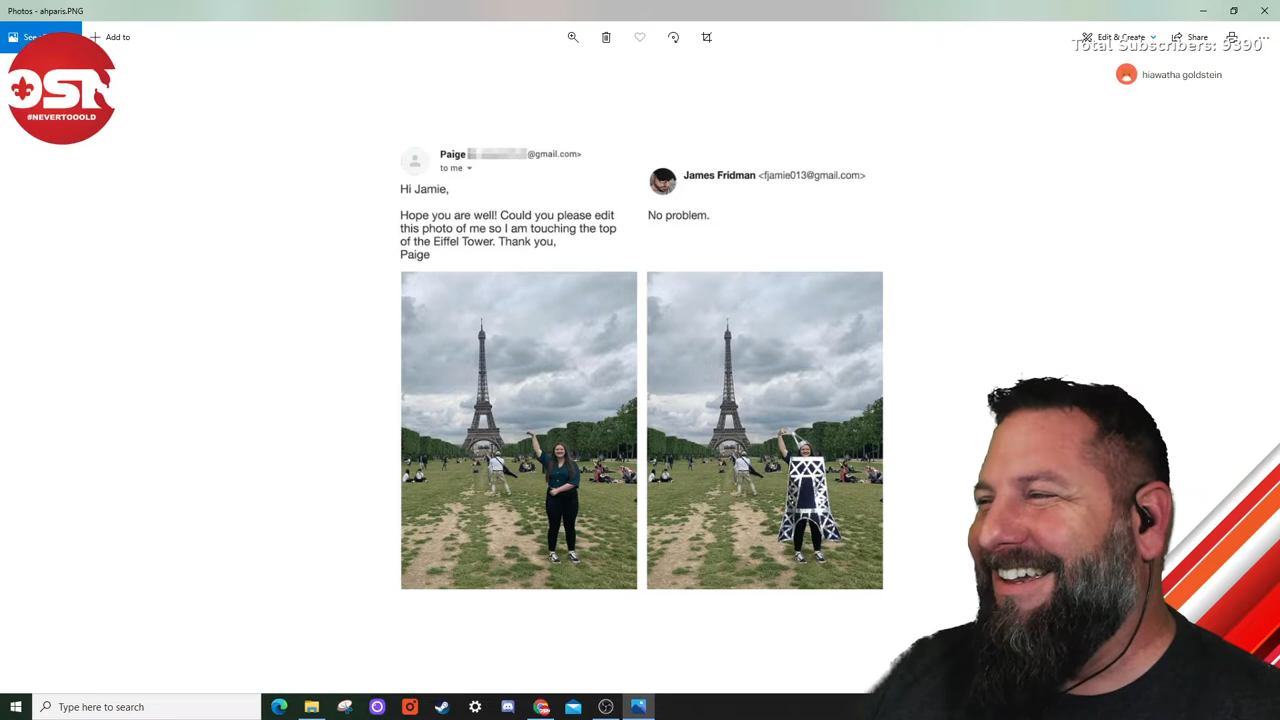 Photos - ahparis.PNG
See
Add to
Edit & Create
Share
Total Subscribers: 9390
hiawatha goldstein
OSN
#NEVERTOOOLD
Paige @gmail.com>
to me
Hi Jamie,
Hope you are well! Could you please edit
this photo of me so I am touching the top
of the Eiffel Tower. Thank you,
Paige
James Fridman <fjamie013@gmail.com>
No problem.
Type here to search